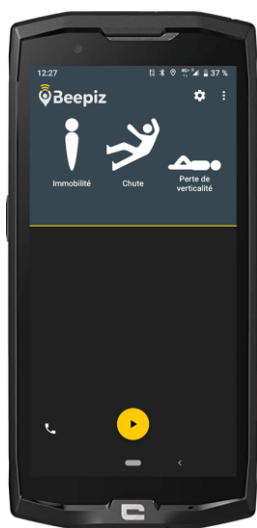 12:27
37 %
Beepiz
Immobilité
Chute
Perte de
verticalité